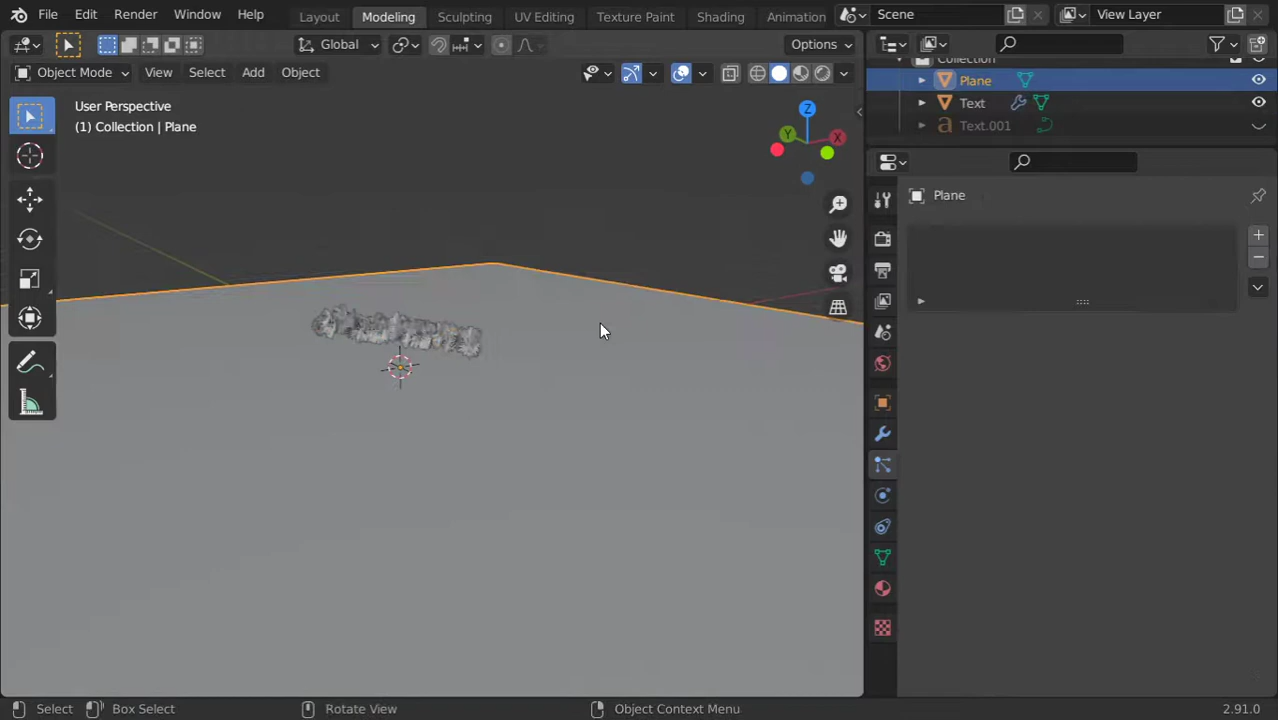 File Edit Render Window Help Layout Modeling Sculpting UV Editing Texture Paint Shading Animation Scene View Layer
Global Options
Object Mode View Select Add Object
User Perspective
(1) Collection | Plane
Z
Y X
Collection
Plane
Text
Text.001
Plane
Select Box Select Rotate View Object Context Menu 2.91.0